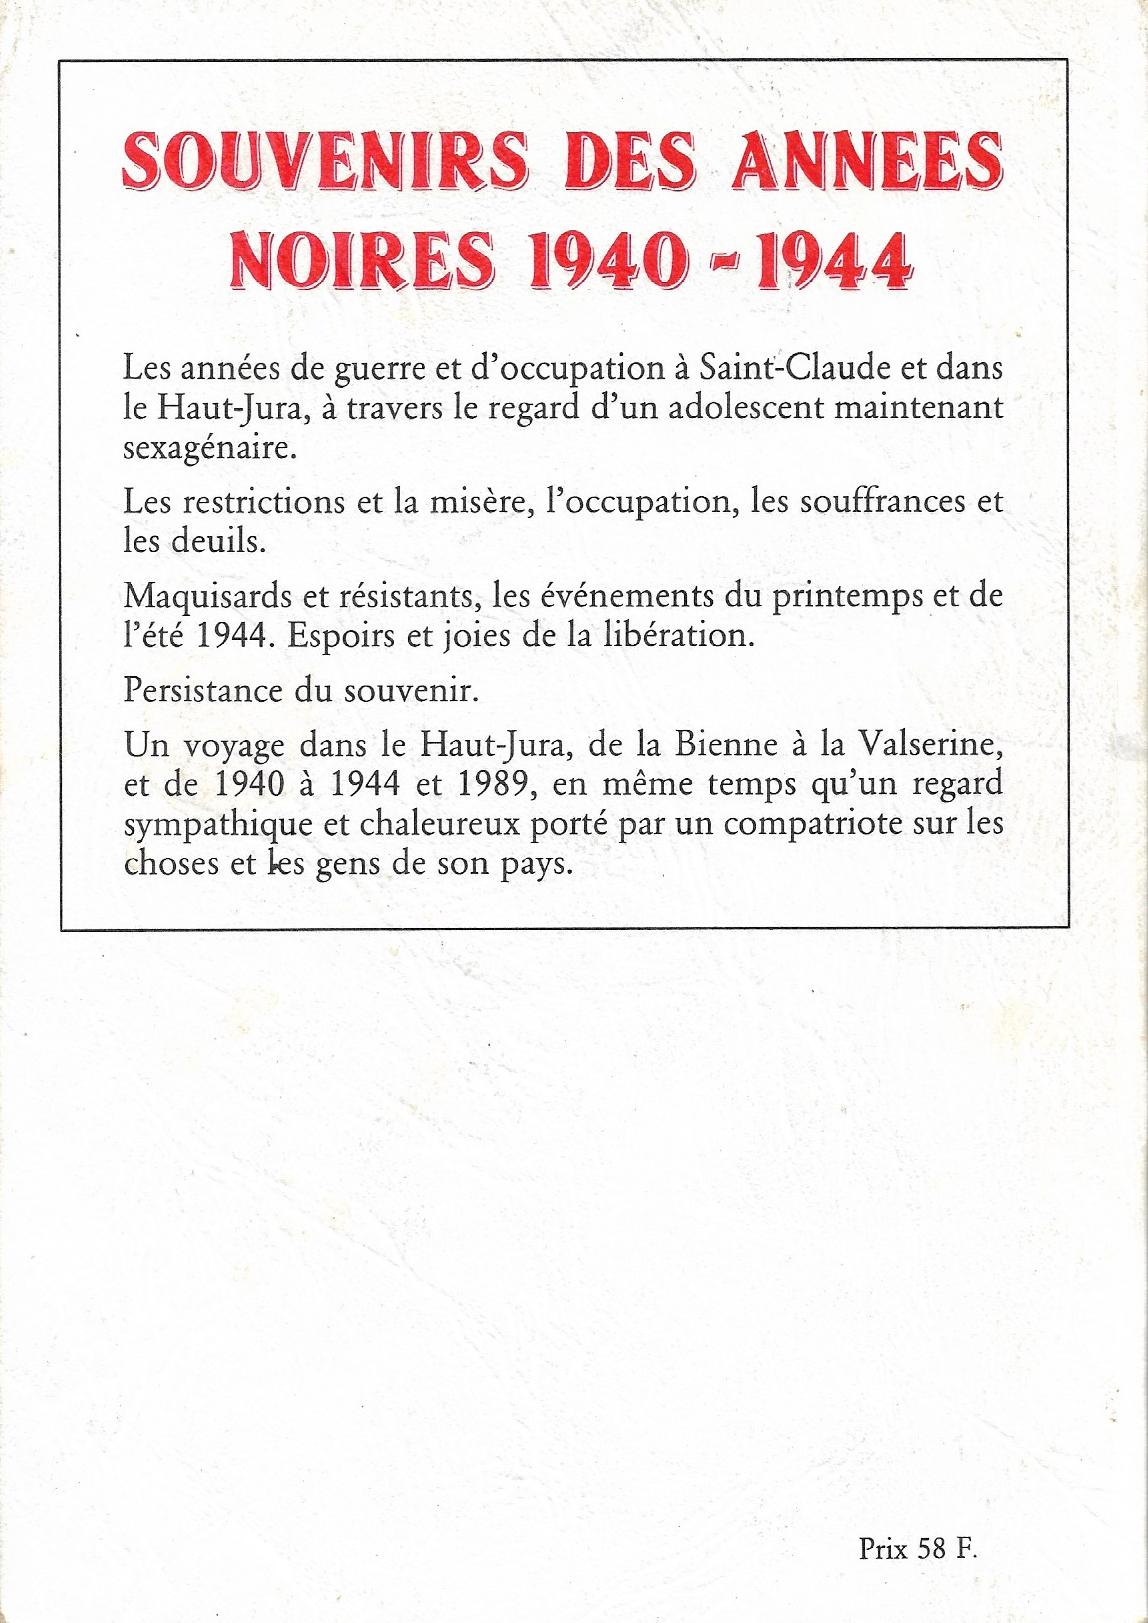 SOUVENIRS DES ANNEES
NOIRES 1940 - 1944
Les années de guerre et d'occupation à Saint-Claude et dans
le Haut-Jura, à travers le regard d'un adolescent maintenant
sexagénaire.
Les restrictions et la misère, l'occupation, les souffrances et
les deuils.
Maquisards et résistants, les événements du printemps et de
l'été 1944. Espoirs et joies de la libération.
Persistance du souvenir.
Un voyage dans le Haut-Jura, de la Bienne à la Valserine,
et de 1940 à 1944 et 1989, en même temps qu'un regard
sympathique et chaleureux porté par un compatriote sur les
choses et les gens de son pays.
Prix 58 F.